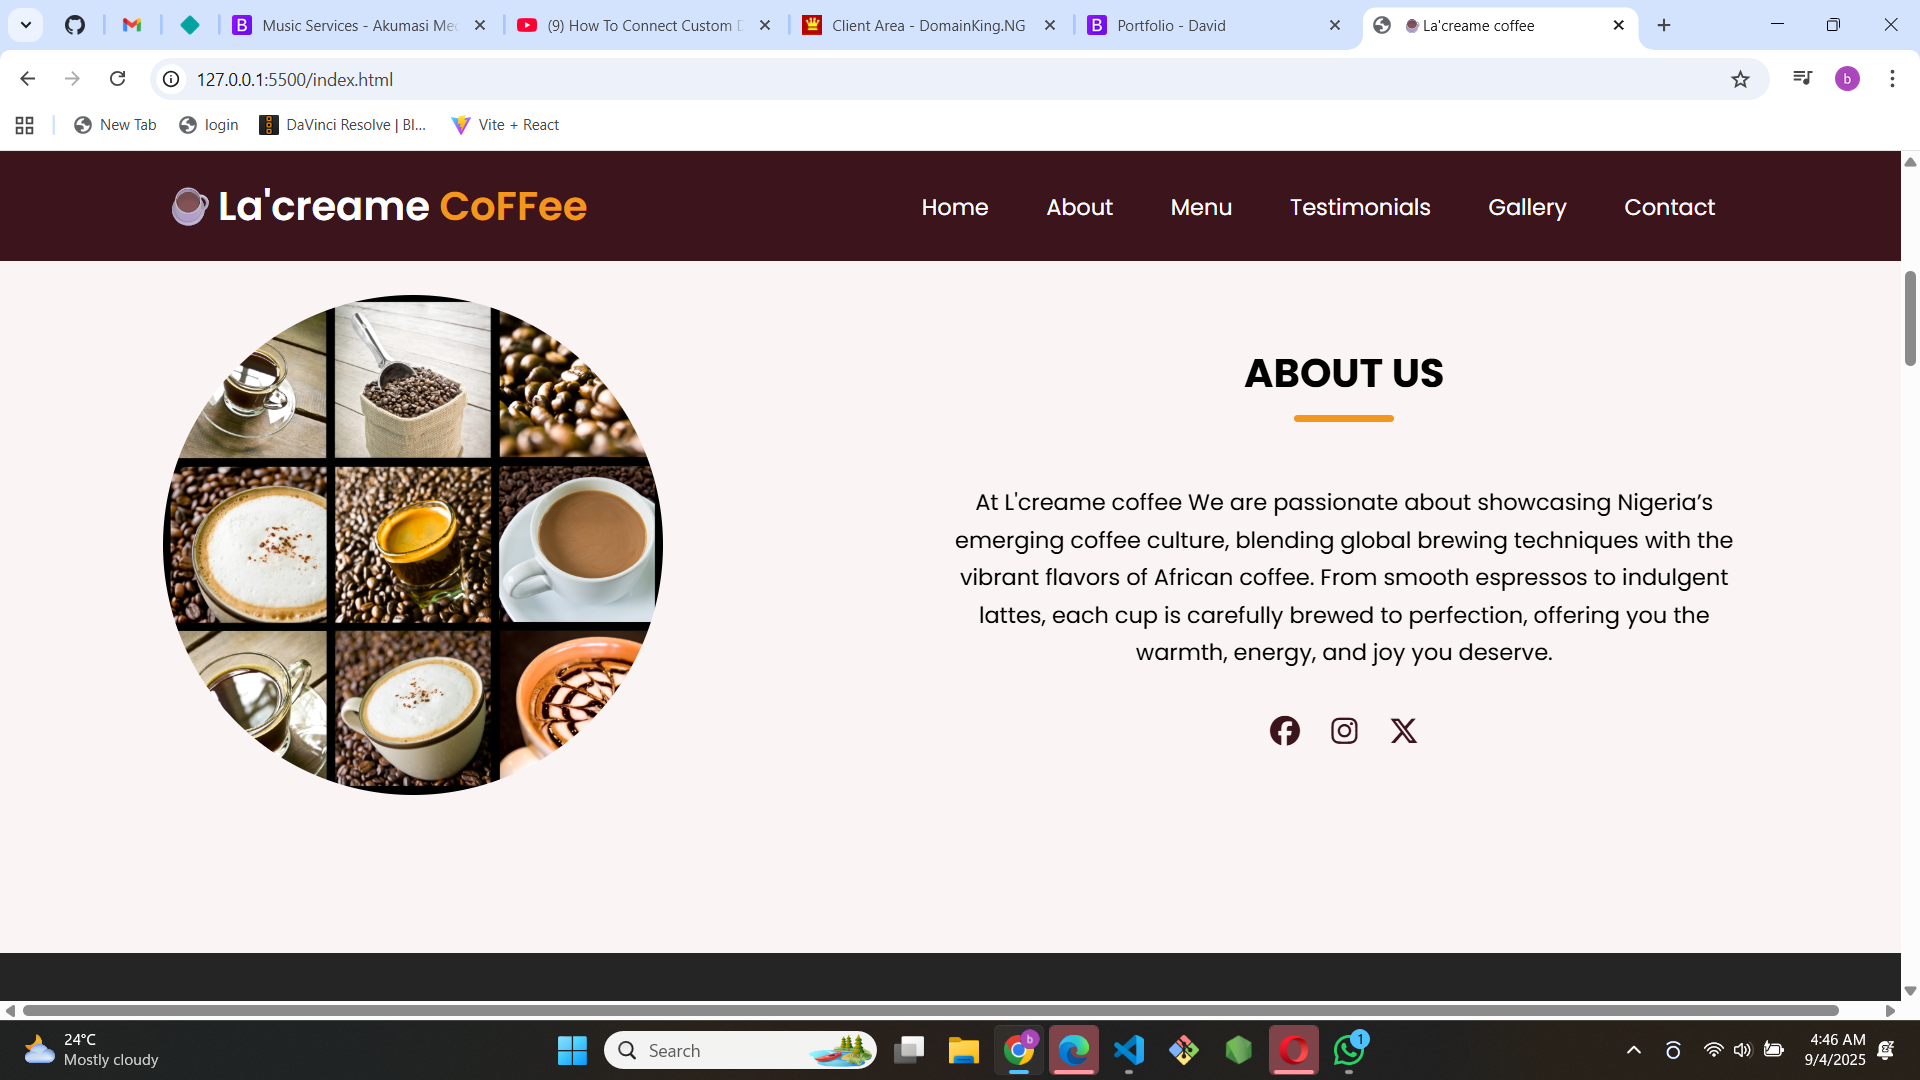 Music Services - Akumasi Med
(9) How To Connect Custom D
Client Area - DomainKing.NG
Portfolio - David
La'creame coffee
127.0.0.1:5500/index.html
b
New Tab
login
DaVinci Resolve | Bl...
Vite + React
La'creame CoFFee
Home
About
Menu
Testimonials
Gallery
Contact
ABOUT US
At L'creame coffee We are passionate about showcasing Nigeria’s
emerging coffee culture, blending global brewing techniques with the
vibrant flavors of African coffee. From smooth espressos to indulgent
lattes, each cup is carefully brewed to perfection, offering you the
warmth, energy, and joy you deserve.
24°C
Mostly cloudy
Search
b
1
4:46 AM
9/4/2025